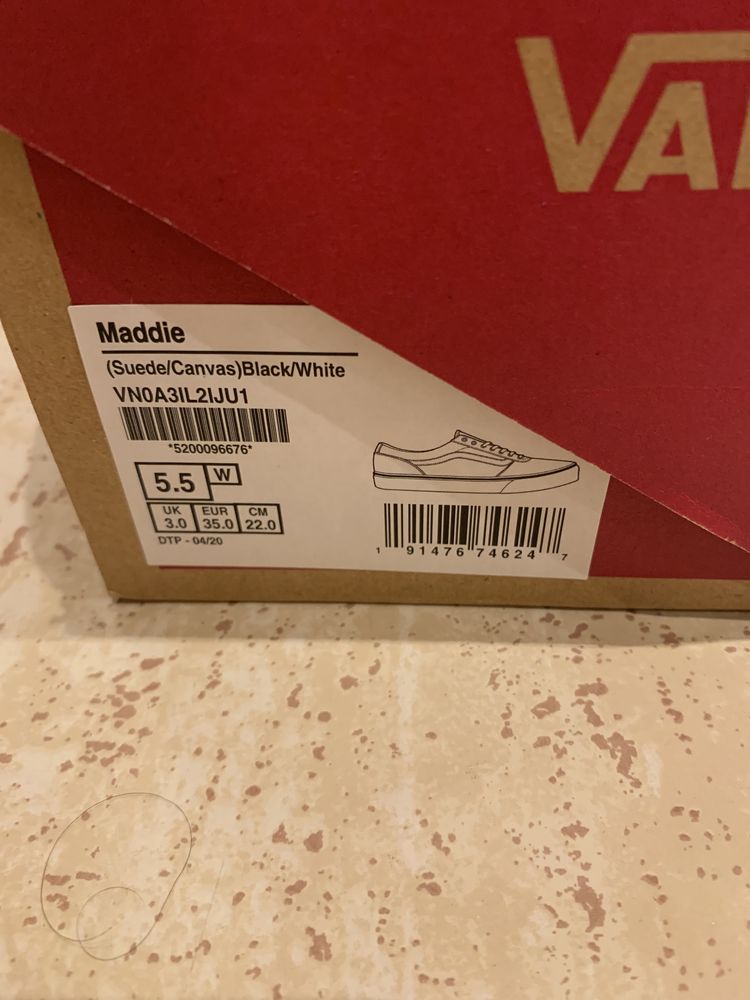 VA
Maddie
(Suede/Canvas)Black/White
VN0A3IL2IJU1
*5200096676*
5.5 W
UK EUR CM
3.0 35.0 22.0
DTP - 04/20
1 91476 74624 7